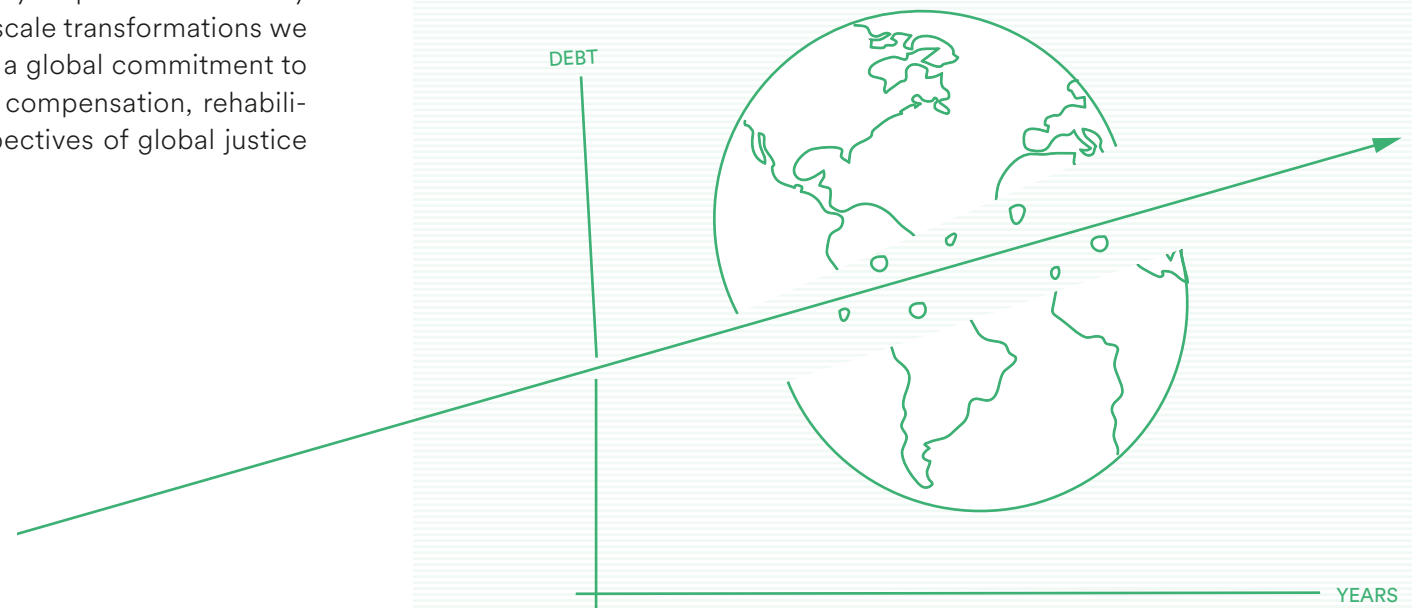 scale transformations we
a global commitment to
compensation, rehabili-
pectives of global justice
DEBT
YEARS